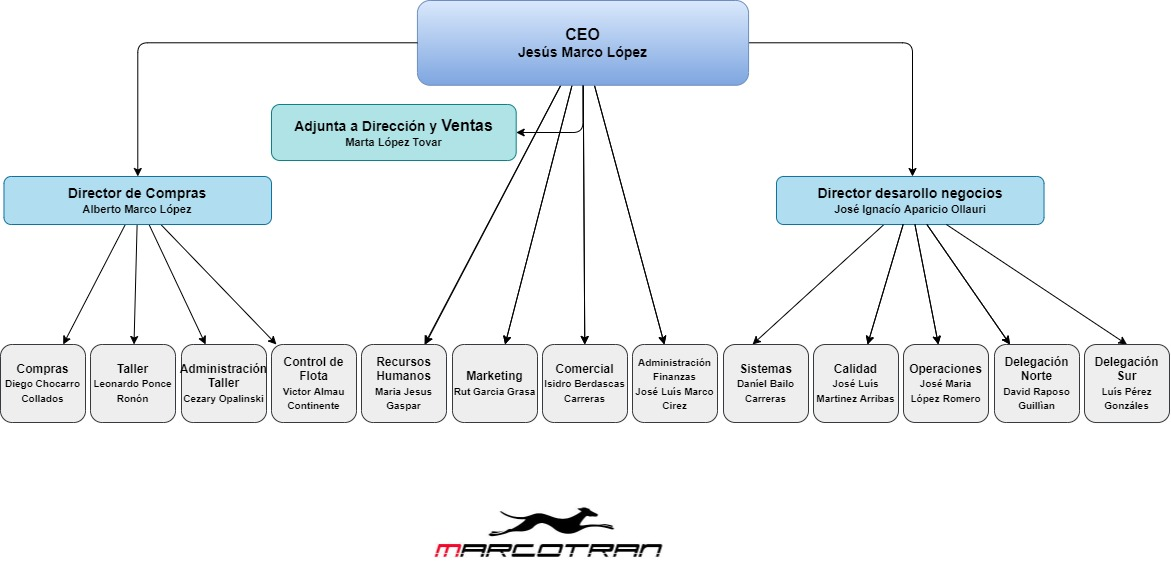 CEO
Jesús Marco López
Adjunta a Dirección y Ventas
Marta López Tovar
Director de Compras
Alberto Marco López
Director desarollo negocios
José Ignacío Aparicio Ollauri
Compras
Diego Chocarro
Collados
Taller
Leonardo Ponce
Ronón
Administración
Taller
Cezary Opalinski
Control de
Flota
Victor Almau
Continente
Recursos
Humanos
Maria Jesus
Gaspar
Marketing
Rut Garcia Grasa
Comercial
Isidro Berdascas
Carreras
Administración
Finanzas
José Luis Marco
Cirez
Sistemas
Daniel Bailo
Carreras
Calidad
José Luis
Martinez Arribas
Operaciones
José Maria
López Romero
Delegación
Norte
David Raposo
Guillìan
Delegación
Sur
Luís Pérez
Gonzáles
MARCOTRAN